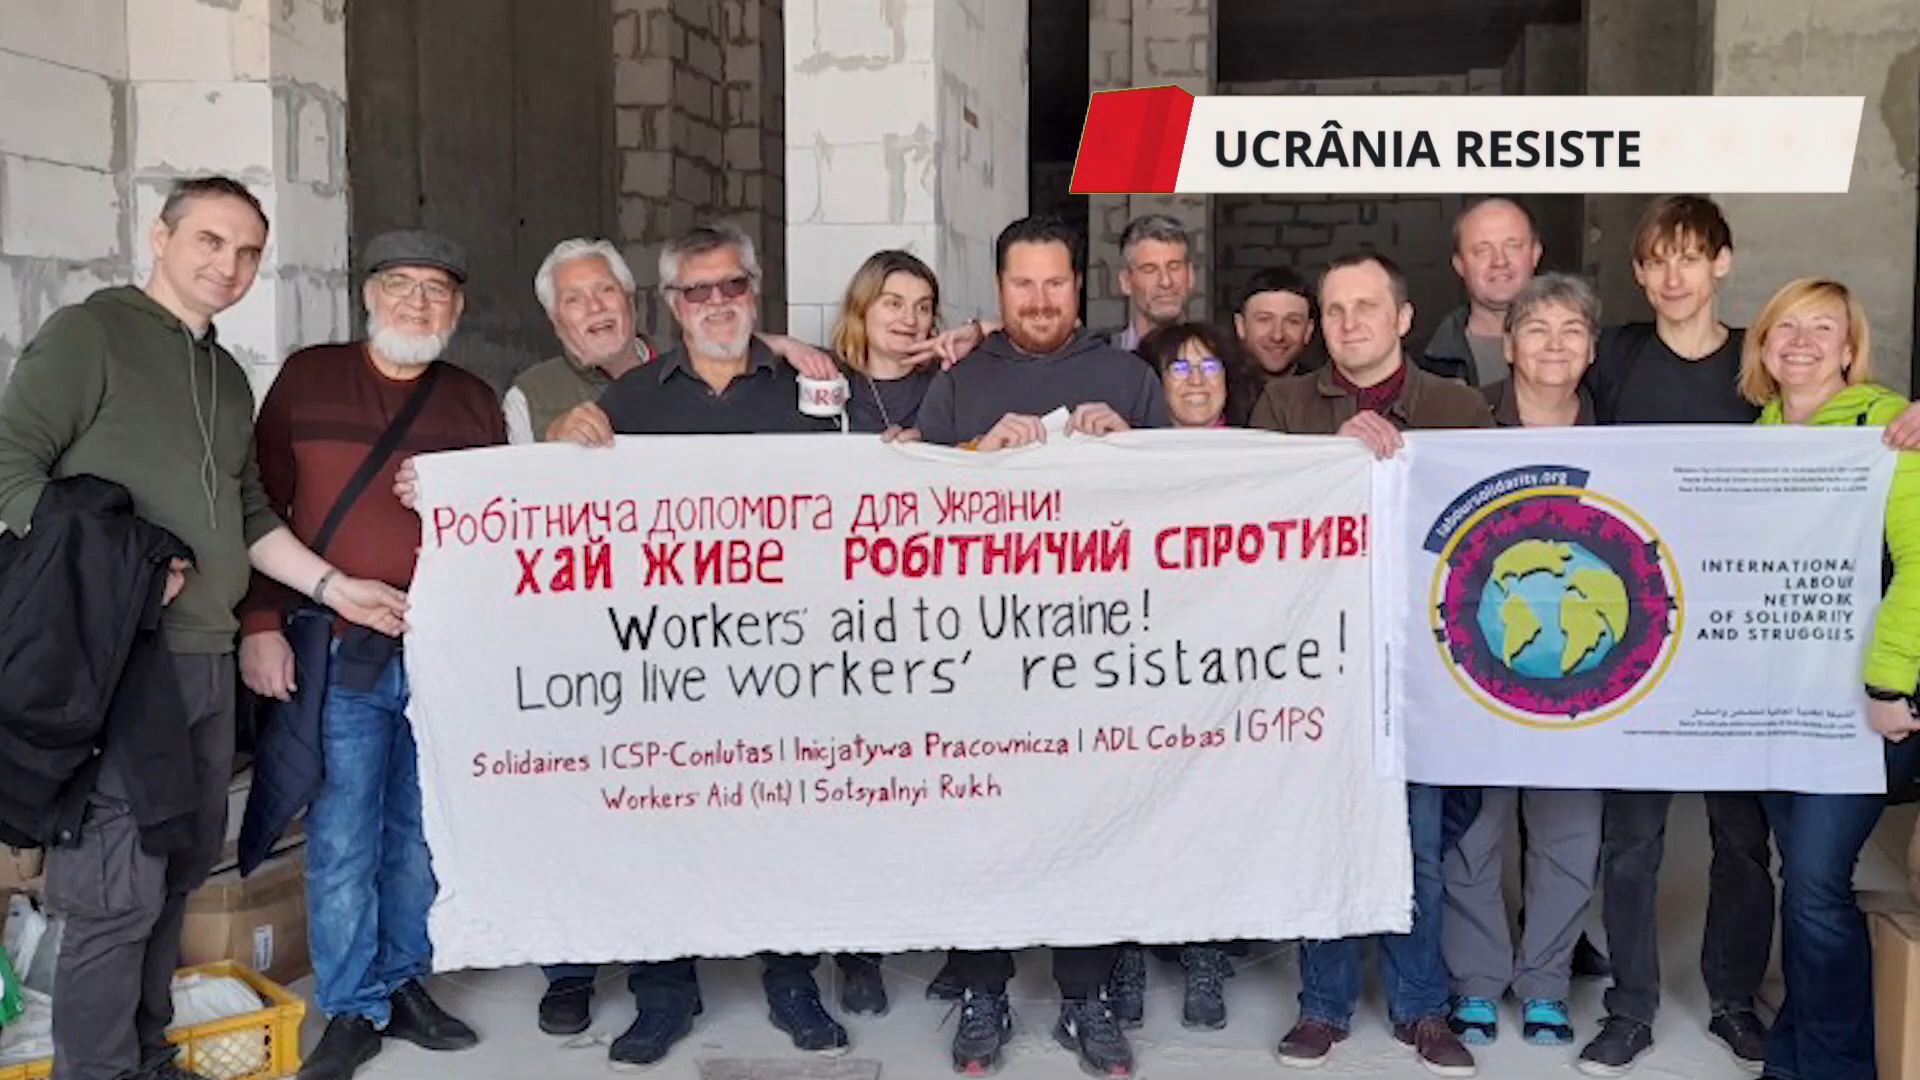 UCRÂNIA RESISTE
Робітнича допомога для України!
ХАЙ ЖИВЕ РОБІТНИЧИЙ СПРОТИВ!
Workers' aid to Ukraine!
Long live workers' resistance!
Solidaires | CSP-Conlutas | Inicjatywa Pracownicza | ADL Cobas | G1PS
Workers' Aid (Int.) | Sotsyalnyi Rukh
laboursolidarity.org
INTERNATIONAL
LABOUR
NETWORK
OF SOLIDARITY
AND STRUGGLES